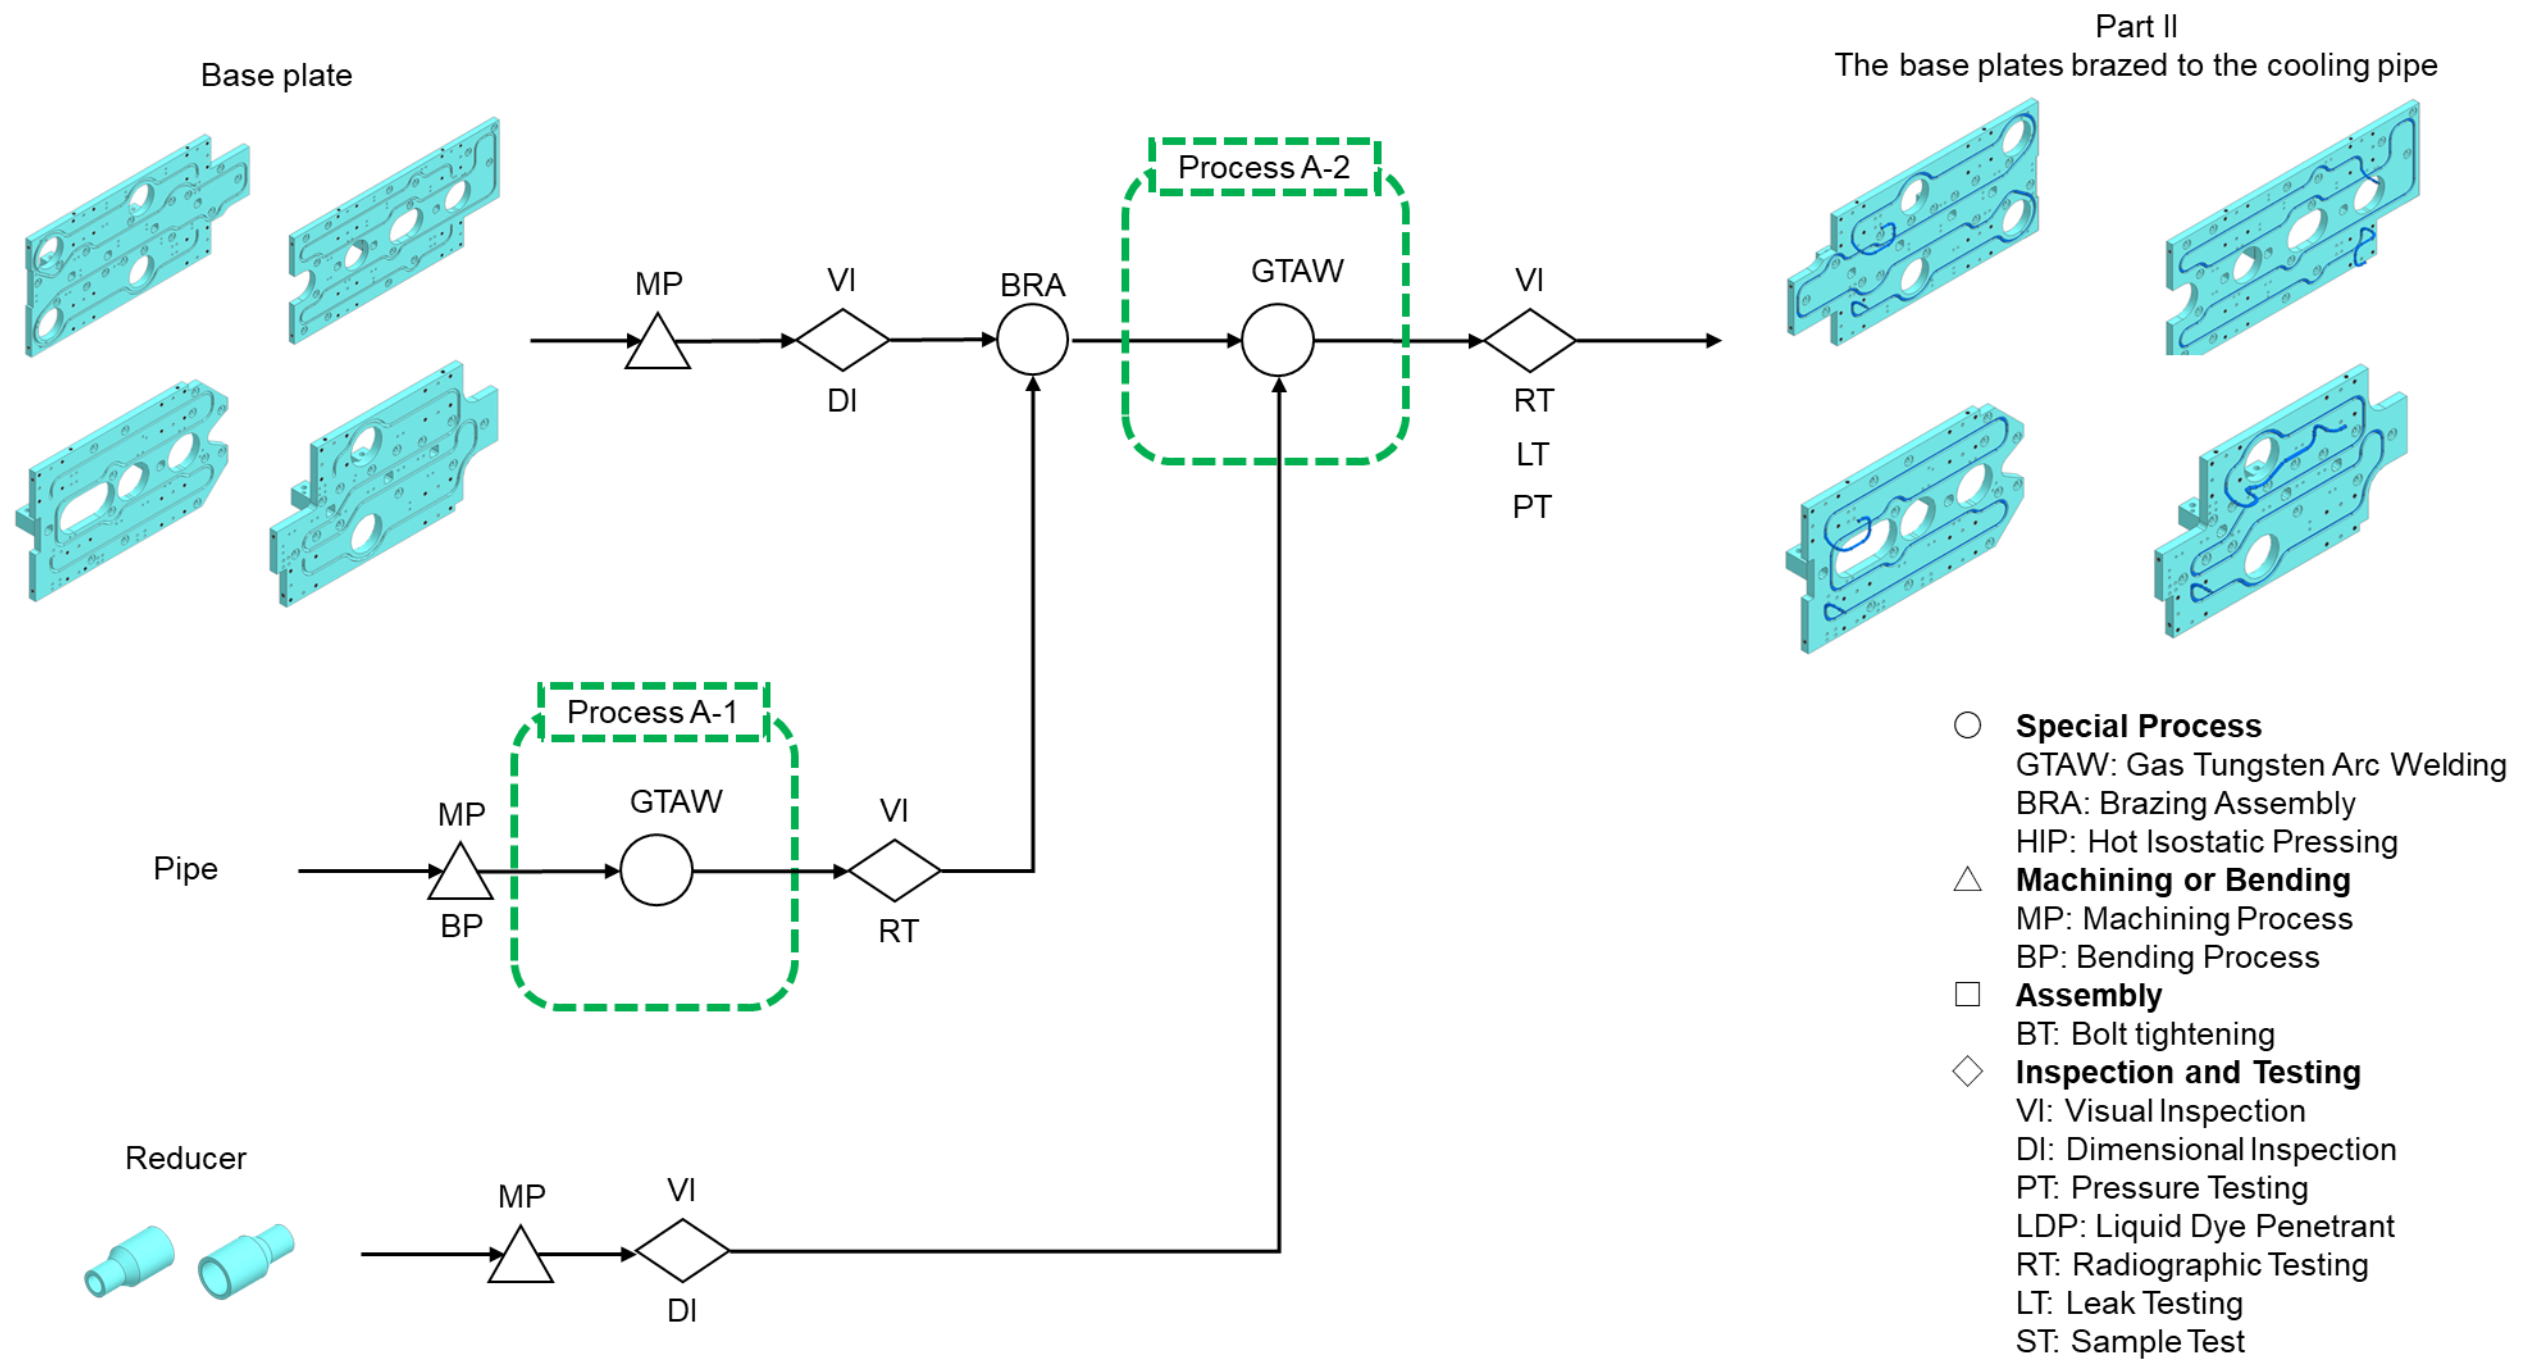 Part II
The base plates brazed to the cooling pipe
Base plate
Process A-2
MP
VI
DI
BRA
GTAW
VI
RT
LT
PT
Process A-1
Pipe
MP
BP
GTAW
VI
RT
Reducer
MP
VI
DI
Special Process
GTAW: Gas Tungsten Arc Welding
BRA: Brazing Assembly
HIP: Hot Isostatic Pressing
Machining or Bending
MP: Machining Process
BP: Bending Process
Assembly
BT: Bolt tightening
Inspection and Testing
VI: Visual Inspection
DI: Dimensional Inspection
PT: Pressure Testing
LDP: Liquid Dye Penetrant
RT: Radiographic Testing
LT: Leak Testing
ST: Sample Test